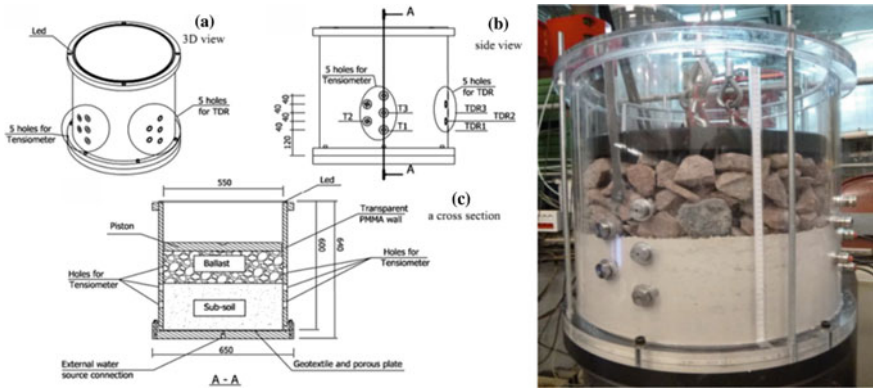 (a)
3D view
Led
5 holes
for TDR
5 holes for
Tensiometer
A
(b)
side view
5 holes for
Tensiometer
5 holes
for TDR
40
40
40
40
120
T3
T2
T1
TDR3
TDR2
TDR1
A
550
Led
(c)
a cross section
Transparent
PMMA wall
Piston
Ballast
Holes for
Tensiometer
Holes for
Tensiometer
Sub-soil
600
640
650
External water
source connection
Geotextile and porous plate
A - A